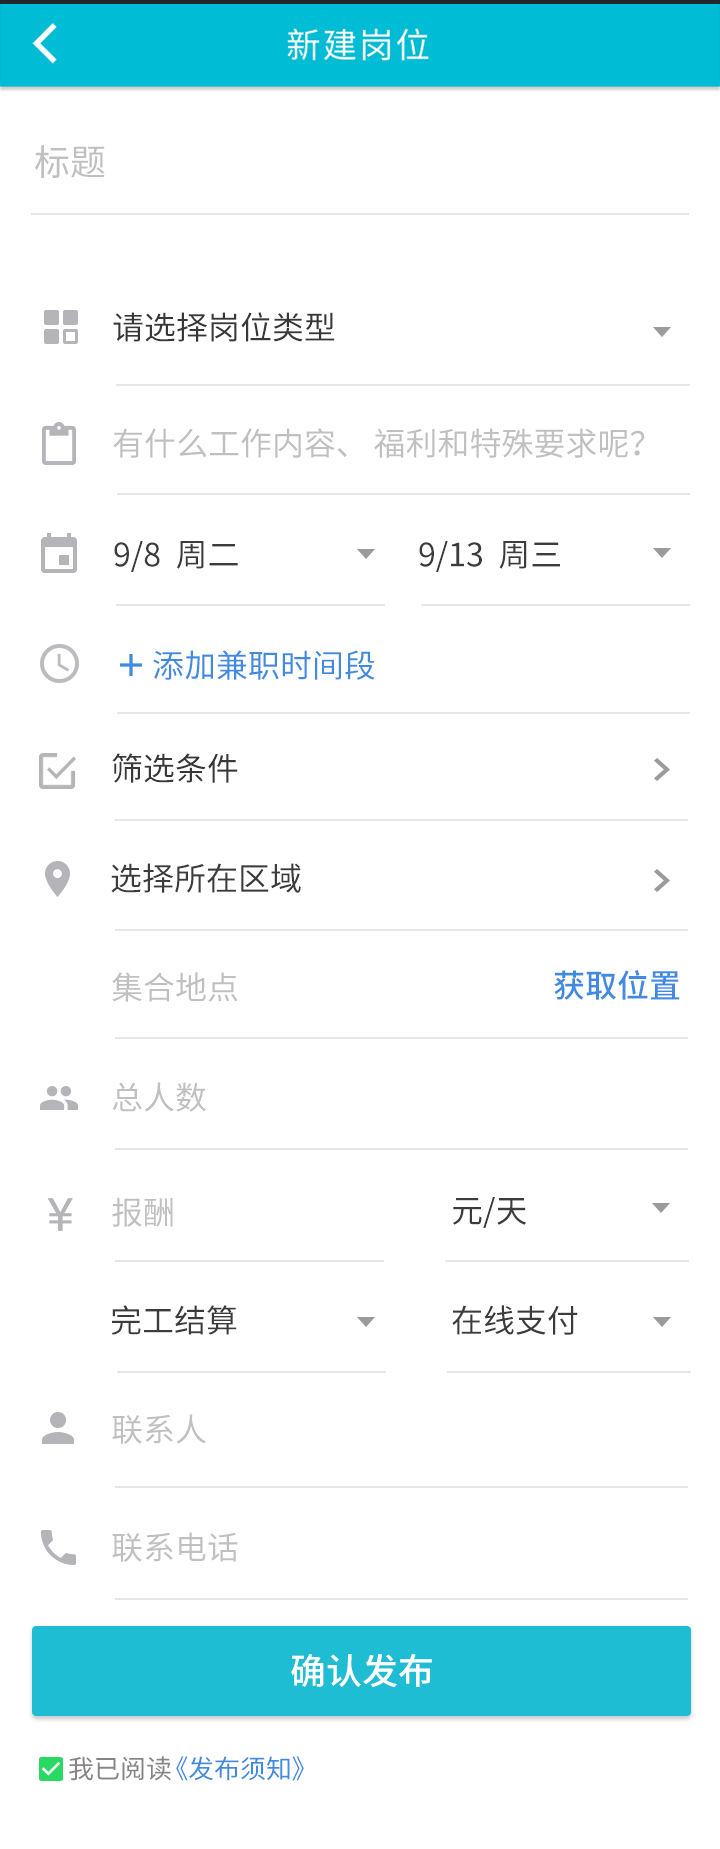 新建岗位
标题
请选择岗位类型
有什么工作内容、 福利和特殊要求呢？
9/8 周二 9/13 周三
+ 添加兼职时间段
筛选条件
选择所在区域
集合地点 获取位置
总人数
¥ 报酬 元/天
完工结算 在线支付
联系人
联系电话
确认发布
我已阅读《发布须知》